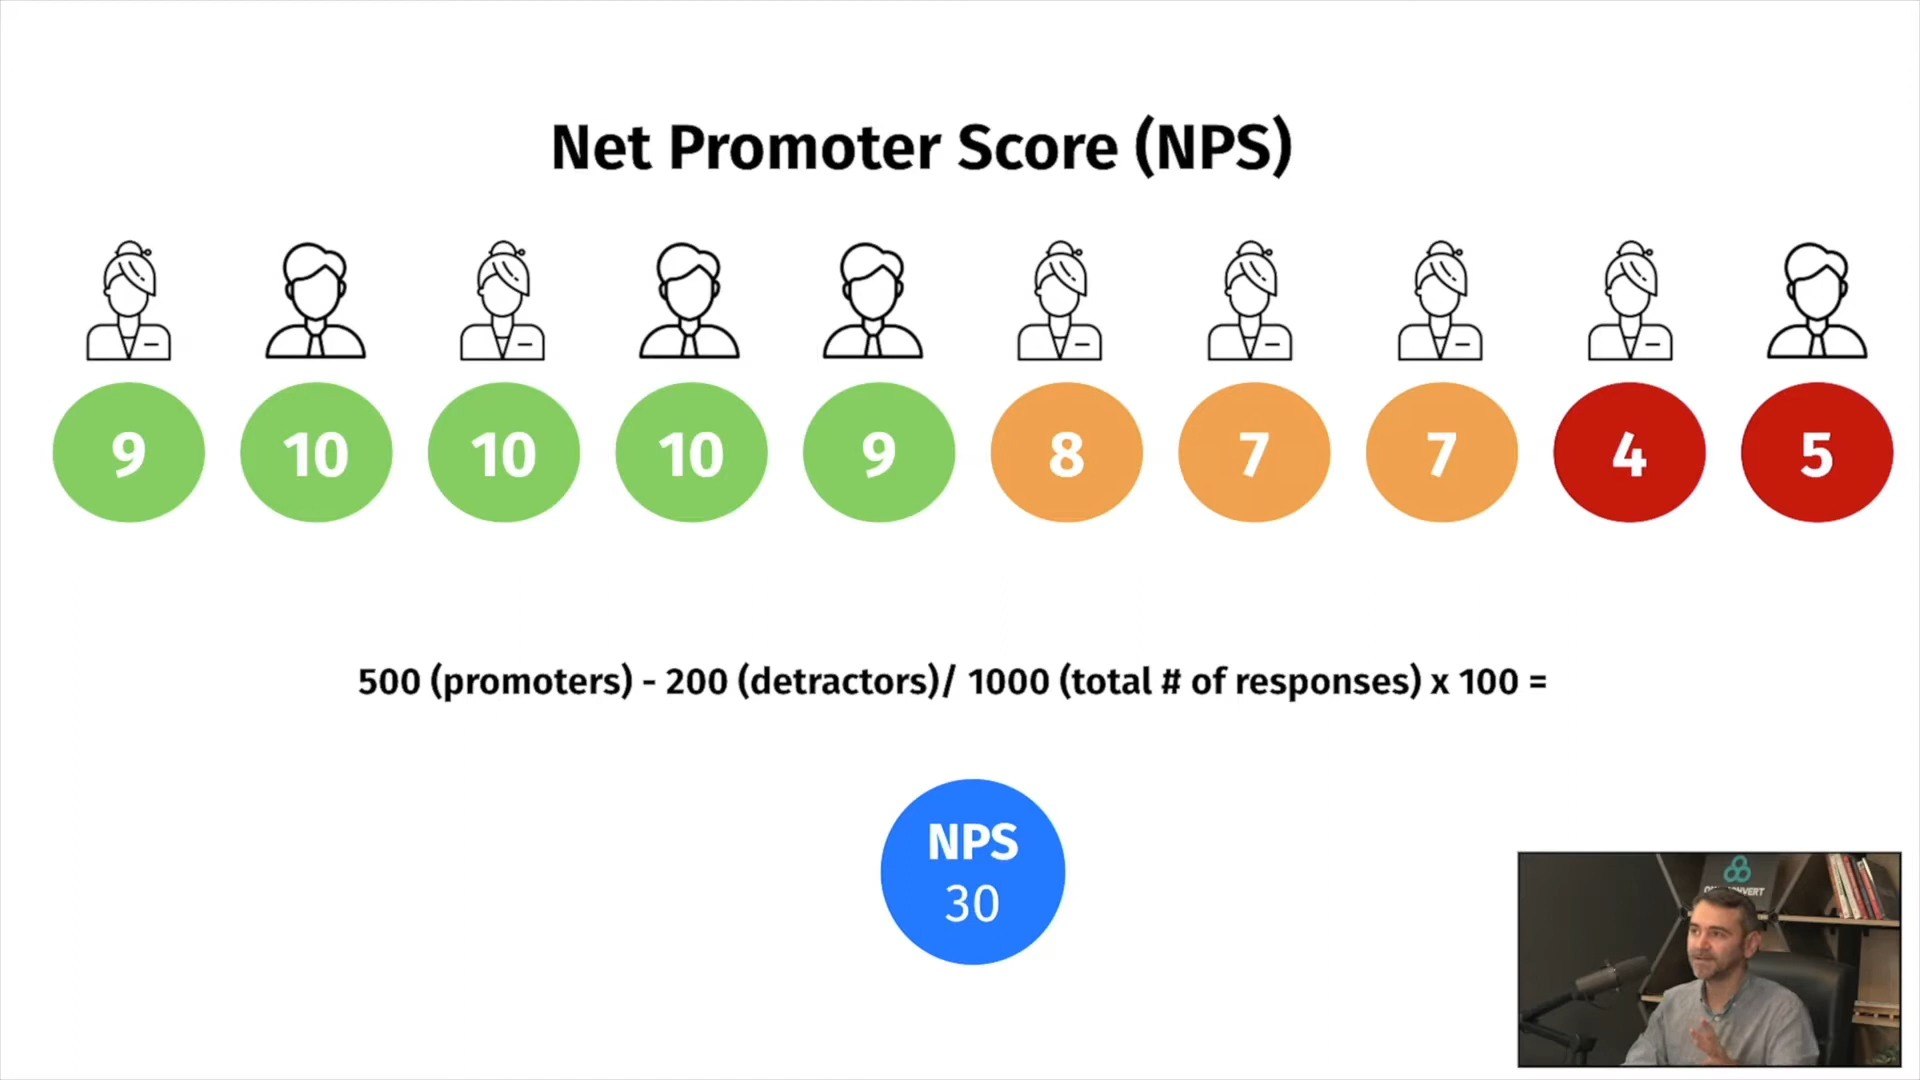 Net Promoter Score (NPS)
9 10 10 10 9 8 7 7 4 5
500 (promoters) - 200 (detractors)/ 1000 (total # of responses) x 100 =
NPS
30